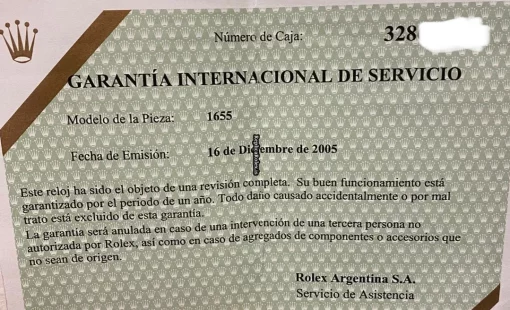 Número de Caja: 328
GARANTÍA INTERNACIONAL DE SERVICIO
Modelo de la Pieza: 1655
Fecha de Emisión: 16 de Diciembre de 2005
Este reloj ha sido el objeto de una revisión completa. Su buen funcionamiento está
garantizado por el periodo de un año. Todo daño causado accidentalmente o por mal
trato está excluido de esta garantía.
La garantía será anulada en caso de una intervención de una tercera persona no
autorizada por Rolex, así como en caso de agregados de componentes o accesorios que
no sean de origen.
Rolex Argentina S.A.
Servicio de Asistencia